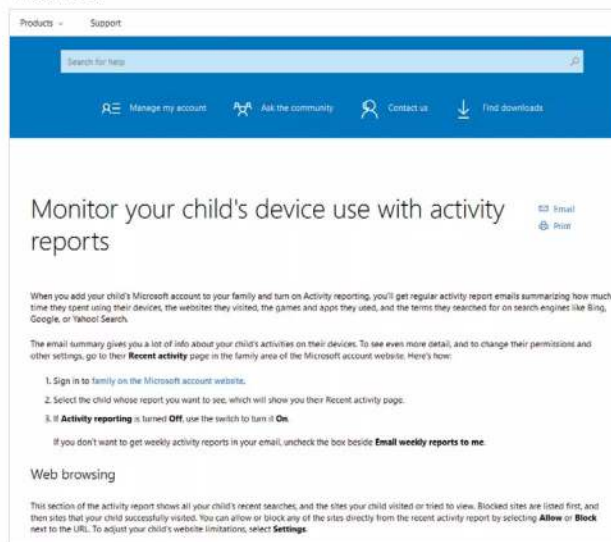 Products
Support
Search for help
Manage my account
Ask the community
Contact us
Find downloads
Monitor your child's device use with activity
reports
Email
Print
When you add your child's Microsoft account to your family and turn on Activity reporting, you'll get regular activity report emails summarizing how much
time they spent using their devices, the websites they visited, the games and apps they used, and the terms they searched for on search engines like Bing,
Google, or Yahoo! Search.
The email summary gives you a lot of info about your child's activities on their devices. To see even more detail, and to change their permissions and
other settings, go to their Recent activity page in the family area of the Microsoft account website. Here's how:
1. Sign in to family on the Microsoft account website.
2. Select the child whose report you want to see, which will show you their Recent activity page.
3. If Activity reporting is turned Off, use the switch to turn it On.
If you don't want to get weekly activity reports in your email, uncheck the box beside Email weekly reports to me.
Web browsing
This section of the activity report shows all your child's recent searches, and the sites your child visited or tried to view. Blocked sites are listed first, and
then sites that your child successfully visited. You can allow or block any of the sites directly from the recent activity report by selecting Allow or Block
next to the URL. To adjust your child's website limitations, select Settings.